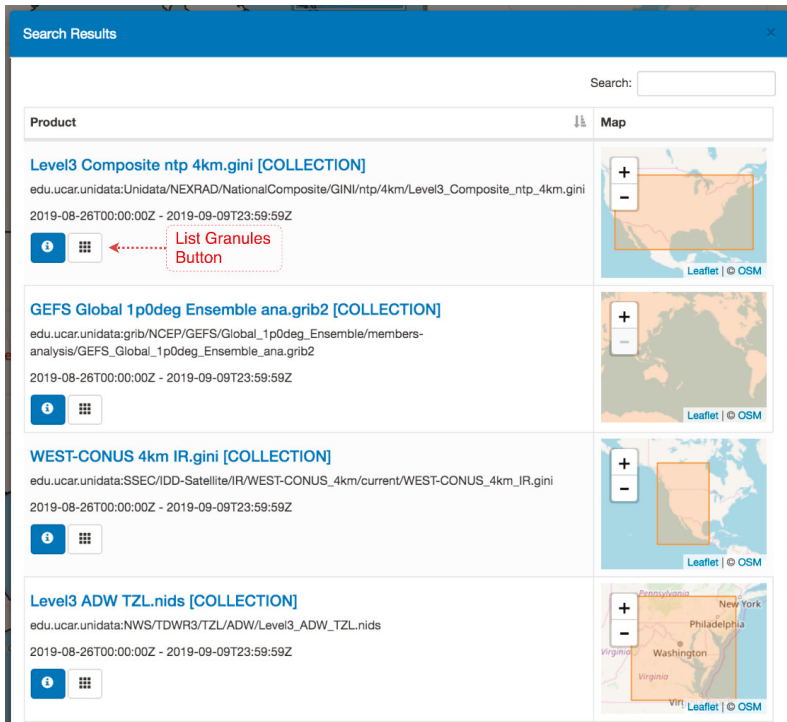 Search Results
×
Search:
Product
Map
Level3 Composite ntp 4km.gini [COLLECTION]
edu.ucar.unidata:Unidata/NEXRAD/NationalComposite/GINI/ntp/4km/Level3_Composite_ntp_4km.gini
2019-08-26T00:00:00Z - 2019-09-09T23:59:59Z
List Granules
Button
+
−
Leaflet | © OSM
GEFS Global 1p0deg Ensemble ana.grib2 [COLLECTION]
edu.ucar.unidata:grib/NCEP/GEFS/Global_1p0deg_Ensemble/members-
analysis/GEFS_Global_1p0deg_Ensemble_ana.grib2
2019-08-26T00:00:00Z - 2019-09-09T23:59:59Z
+
−
Leaflet | © OSM
WEST-CONUS 4km IR.gini [COLLECTION]
edu.ucar.unidata:SSEC/IDD-Satellite/IR/WEST-CONUS_4km/current/WEST-CONUS_4km_IR.gini
2019-08-26T00:00:00Z - 2019-09-09T23:59:59Z
+
−
Leaflet | © OSM
Level3 ADW TZL.nids [COLLECTION]
edu.ucar.unidata:NWS/TDWR3/TZL/ADW/Level3_ADW_TZL.nids
2019-08-26T00:00:00Z - 2019-09-09T23:59:59Z
+
−
Pennsylvania
New York
Philadelphia
Virginia
Washington
Virginia
Leaflet | © OSM